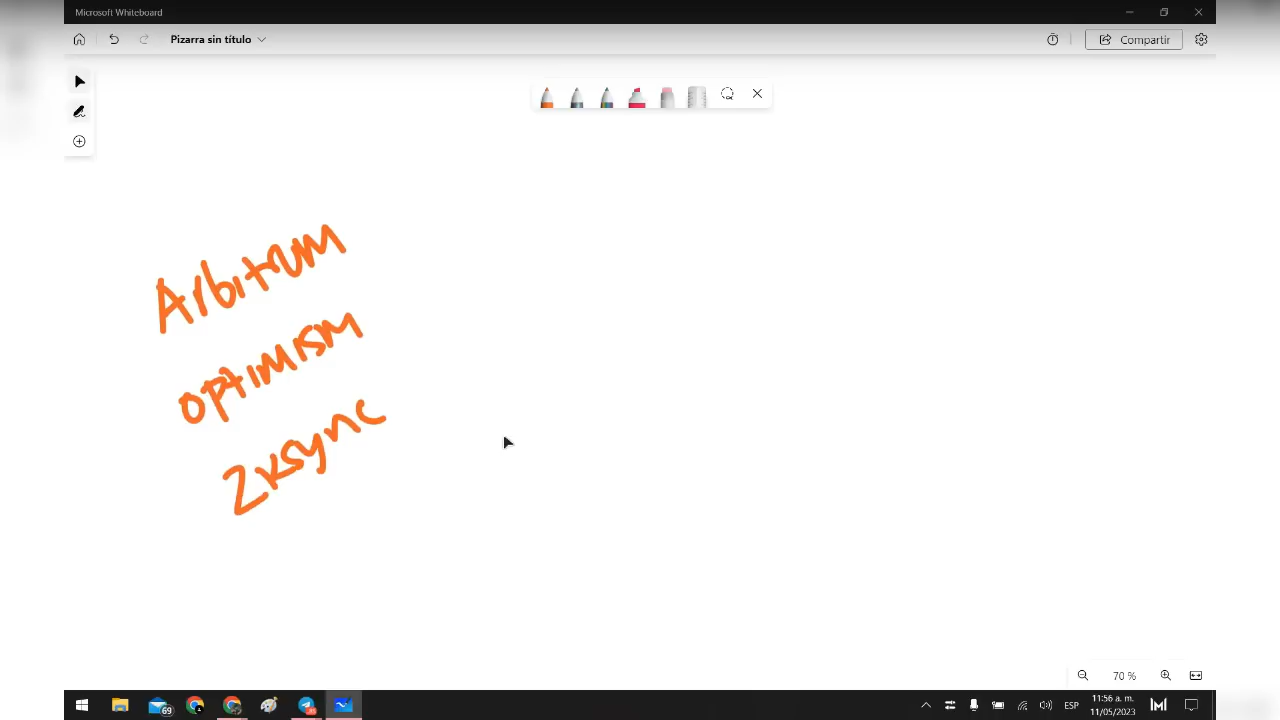 Microsoft Whiteboard
Pizarra sin título
Compartir
Arbitrum
optimism
Zksync
70 %
69
ESP
11:56 a. m.
11/05/2023